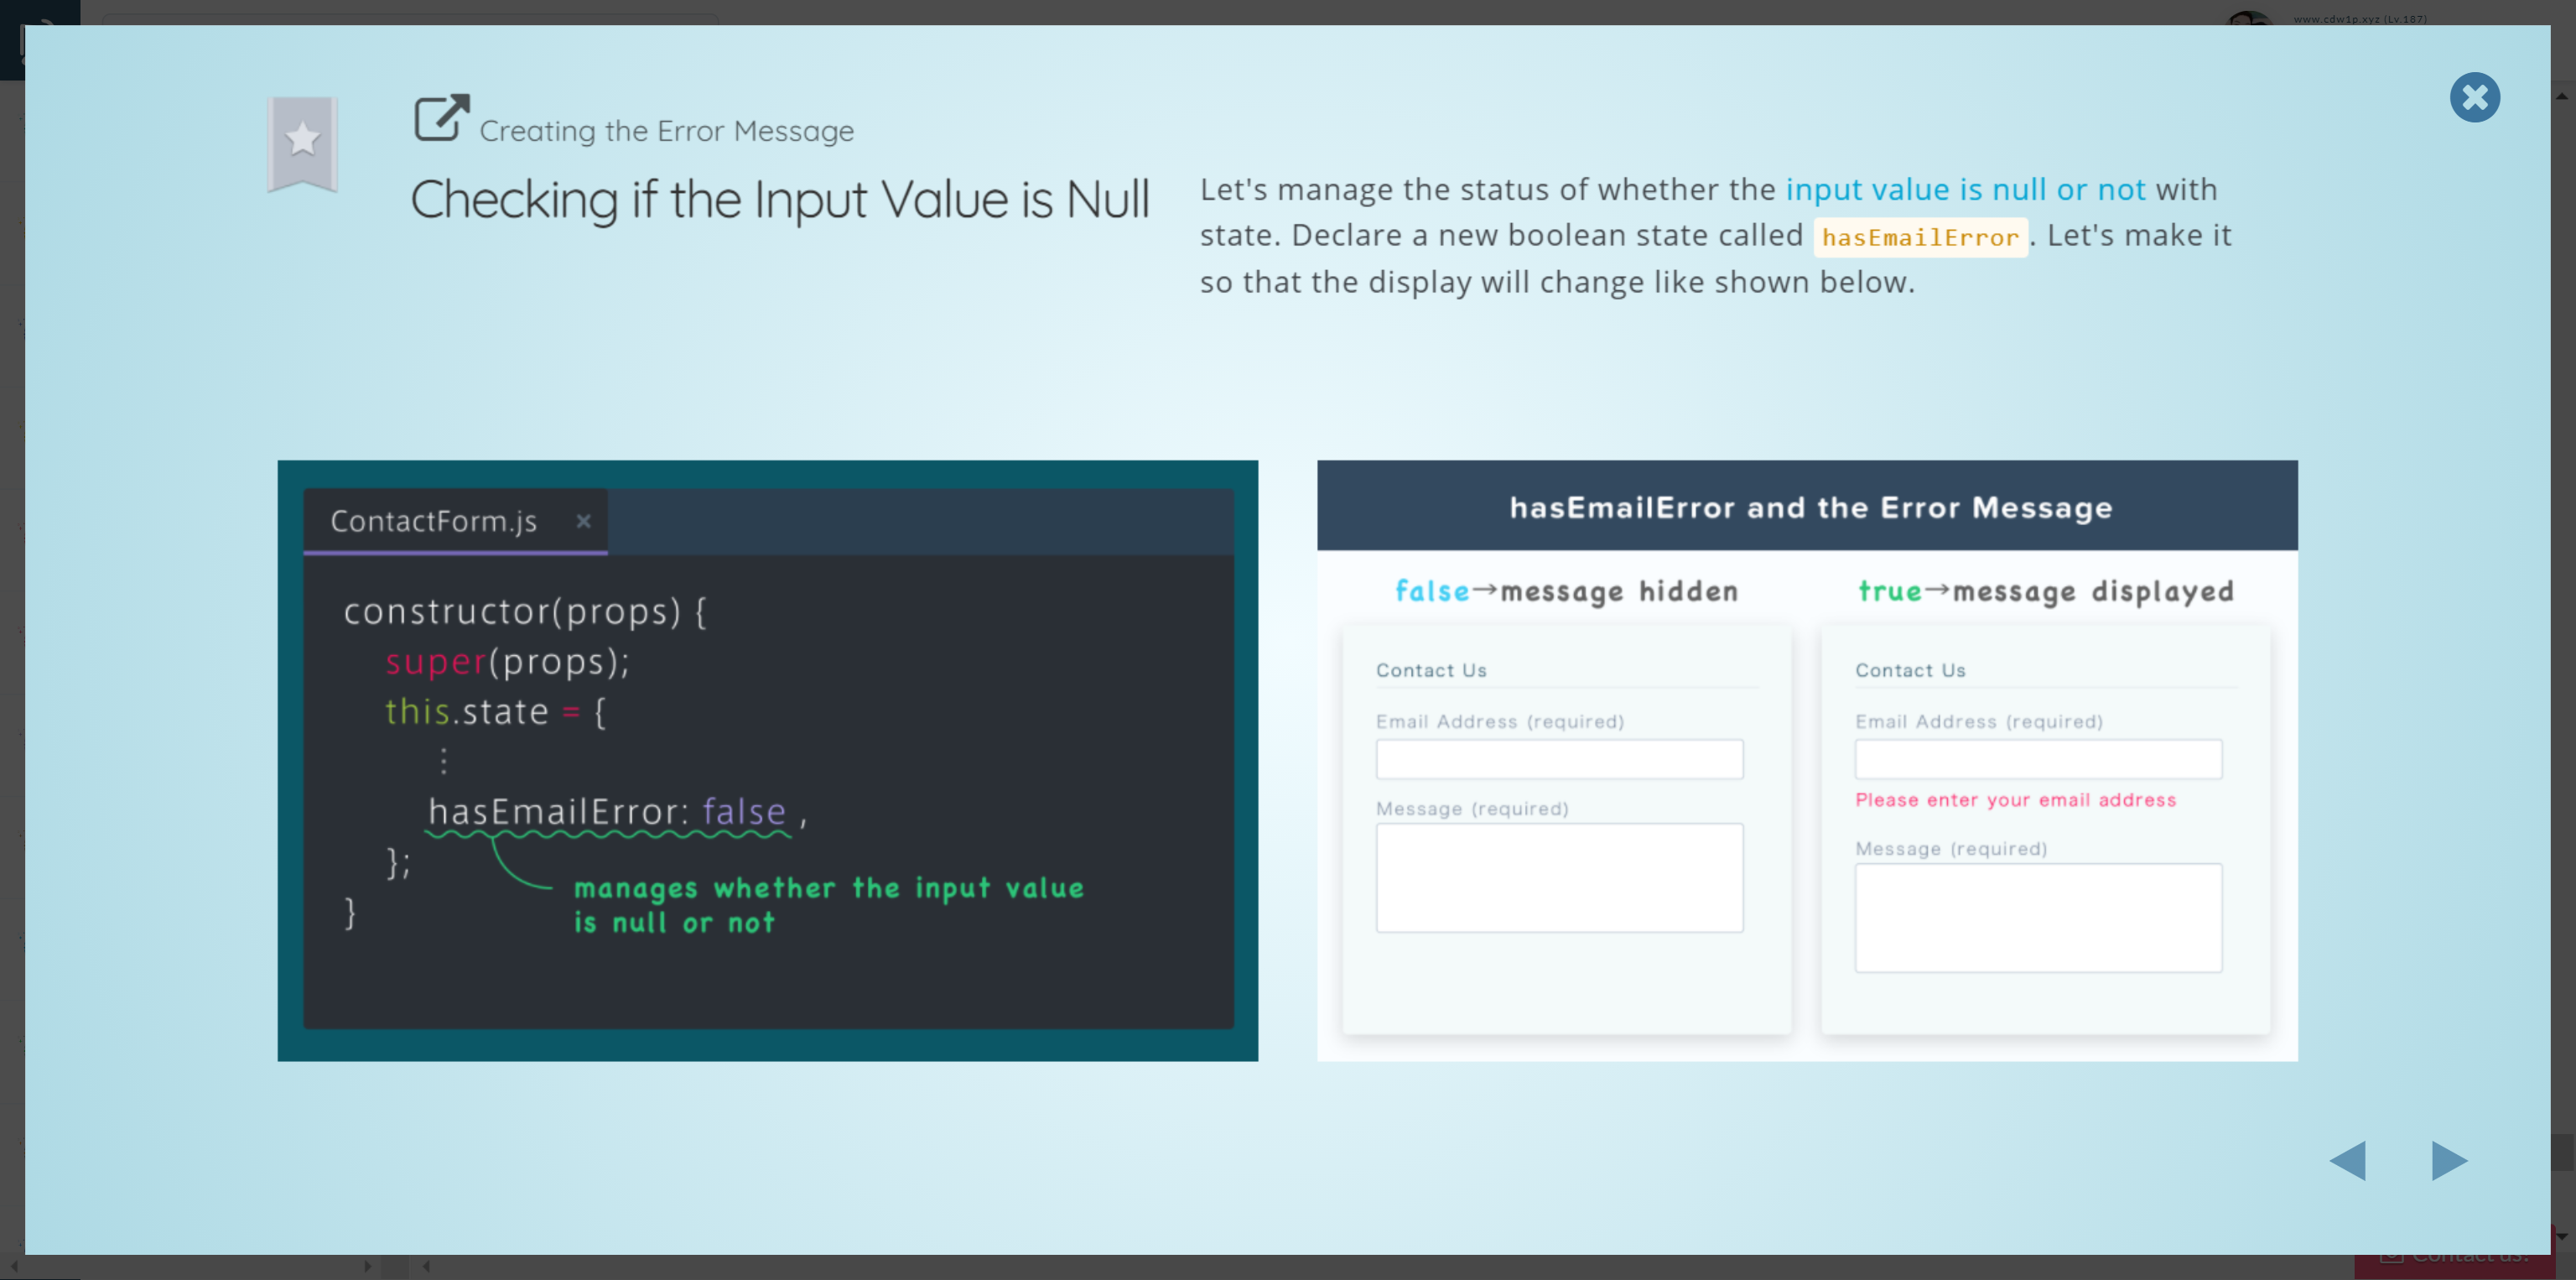 www.cdw1p.xyz (Lv.187)
Creating the Error Message
Checking if the Input Value is Null
Let's manage the status of whether the input value is null or not with
state. Declare a new boolean state called hasEmailError. Let's make it
so that the display will change like shown below.
ContactForm.js ×
constructor(props) {
super(props);
this.state = {
⋮
hasEmailError: false ,
};
}
manages whether the input value
is null or not
hasEmailError and the Error Message
false→message hidden
Contact Us
Email Address (required)
Message (required)
true→message displayed
Contact Us
Email Address (required)
Please enter your email address
Message (required)
Contact us!